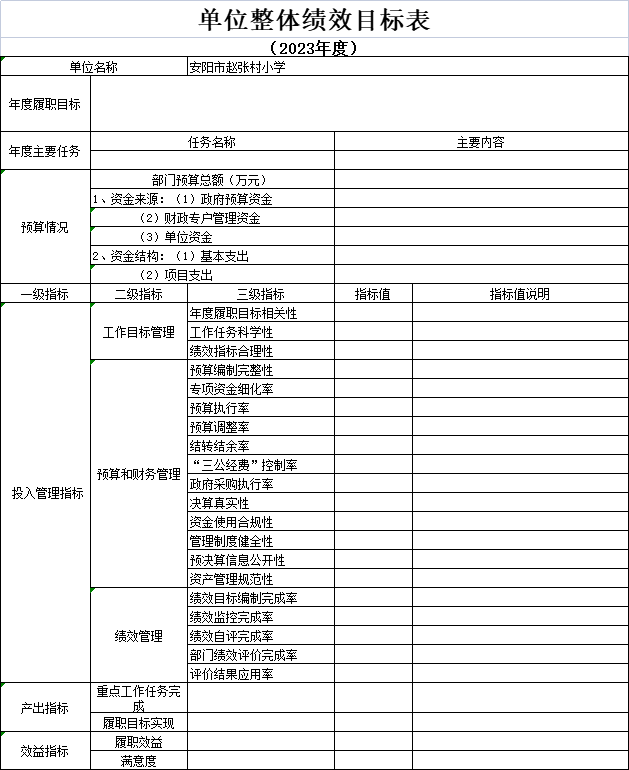 单位整体绩效目标表
（2023年度）
单位名称 安阳市赵张村小学
年度履职目标
年度主要任务 任务名称 主要内容
预算情况 部门预算总额（万元）
1、资金来源：（1）政府预算资金
（2）财政专户管理资金
（3）单位资金
2、资金结构：（1）基本支出
（2）项目支出
一级指标 二级指标 三级指标 指标值 指标值说明
投入管理指标
工作目标管理
年度履职目标相关性
工作任务科学性
绩效指标合理性
预算和财务管理
预算编制完整性
专项资金细化率
预算执行率
预算调整率
结转结余率
“三公经费”控制率
政府采购执行率
决算真实性
资金使用合规性
管理制度健全性
预决算信息公开性
资产管理规范性
绩效管理
绩效目标编制完成率
绩效监控完成率
绩效自评完成率
部门绩效评价完成率
评价结果应用率
产出指标
重点工作任务完
成
履职目标实现
效益指标
履职效益
满意度